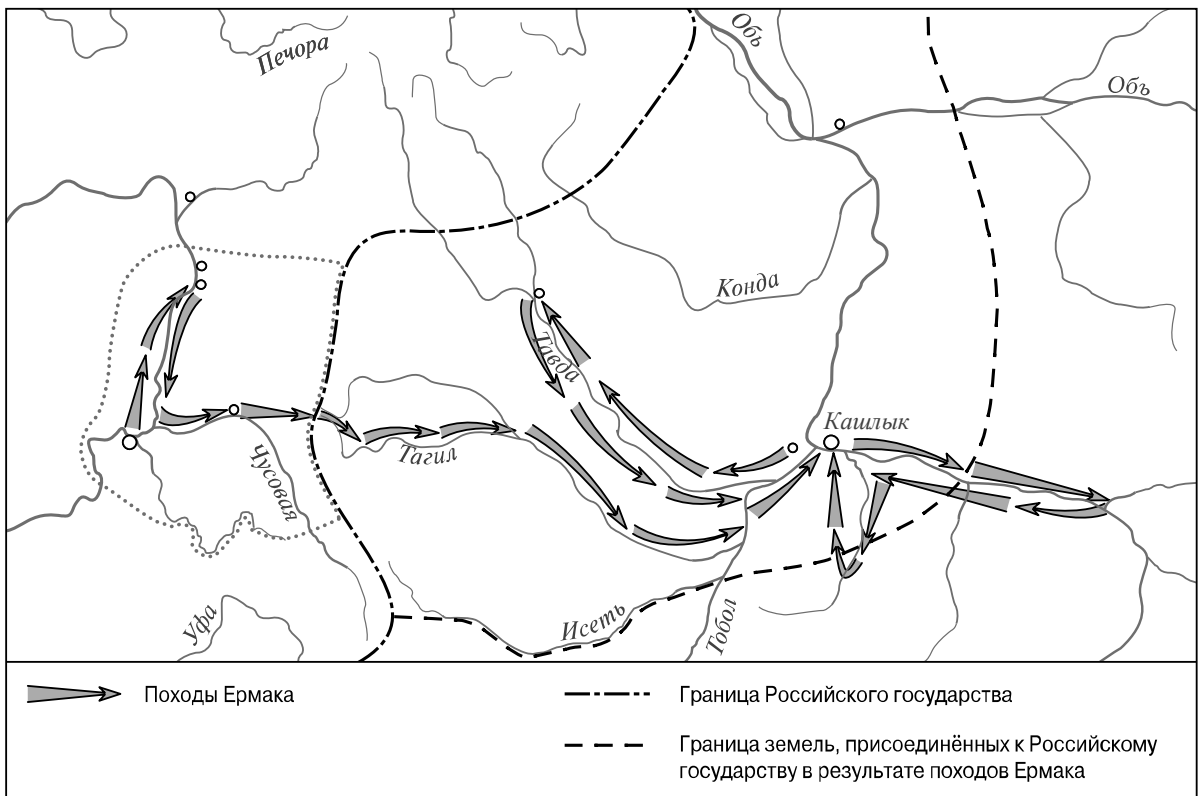 Печора
Обь
Обь
Конда
Тавда
Кашлык
Тагил
Чусовая
Исеть
Тобол
Уфа
Походы Ермака
Граница Российского государства
Граница земель, присоединённых к Российскому
государству в результате походов Ермака